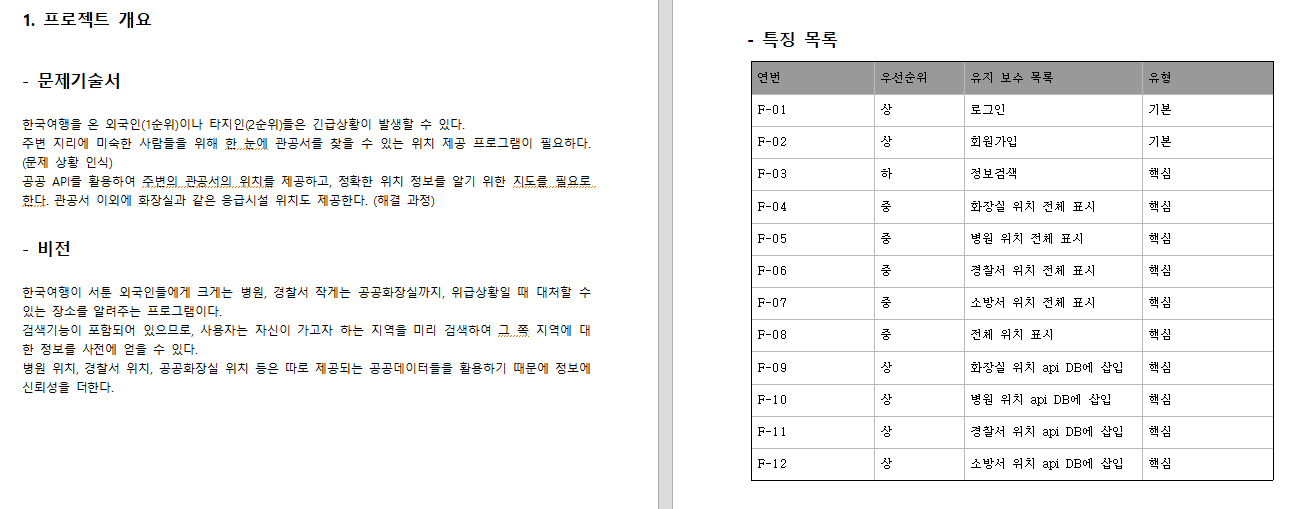 1. 프로젝트 개요
- 문제기술서
한국여행을 온 외국인(1순위)이나 타지인(2순위)들은 긴급상황이 발생할 수 있다.
주변 지리에 미숙한 사람들을 위해 한 눈에 관공서를 찾을 수 있는 위치 제공 프로그램이 필요하다.
(문제 상황 인식)
공공 API를 활용하여 주변의 관공서의 위치를 제공하고, 정확한 위치 정보를 알기 위한 지도를 필요로
한다. 관공서 이외에 화장실과 같은 응급시설 위치도 제공한다. (해결 과정)
- 비전
한국여행이 서툰 외국인들에게 크게는 병원, 경찰서 작게는 공공화장실까지, 위급상황일 때 대처할 수
있는 장소를 알려주는 프로그램이다.
검색기능이 포함되어 있으므로, 사용자는 자신이 가고자 하는 지역을 미리 검색하여 그 쪽 지역에 대
한 정보를 사전에 얻을 수 있다.
병원 위치, 경찰서 위치, 공공화장실 위치 등은 따로 제공되는 공공데이터들을 활용하기 때문에 정보에
신뢰성을 더한다.
- 특징 목록
연번 우선순위 유지 보수 목록 유형
F-01 상 로그인 기본
F-02 상 회원가입 기본
F-03 하 정보검색 핵심
F-04 중 화장실 위치 전체 표시 핵심
F-05 중 병원 위치 전체 표시 핵심
F-06 중 경찰서 위치 전체 표시 핵심
F-07 중 소방서 위치 전체 표시 핵심
F-08 중 전체 위치 표시 핵심
F-09 상 화장실 위치 api DB에 삽입 핵심
F-10 상 병원 위치 api DB에 삽입 핵심
F-11 상 경찰서 위치 api DB에 삽입 핵심
F-12 상 소방서 위치 api DB에 삽입 핵심